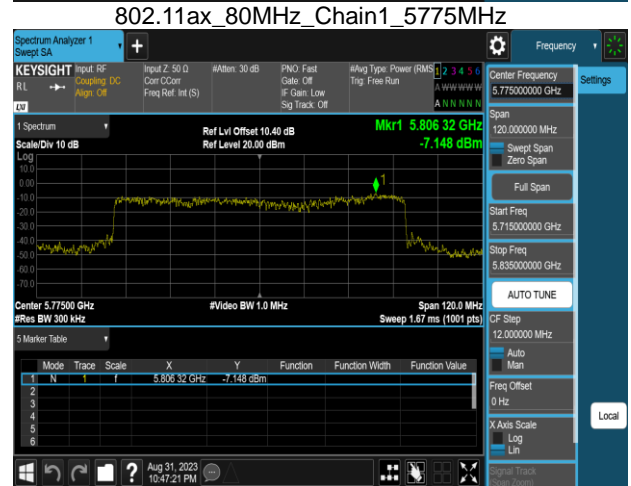 802.11ax_80MHz_Chain1_5775MHz
Spectrum Analyzer 1
Swept SA
+
Frequency
KEYSIGHT
RL
LXI
Input: RF
Coupling: DC
Align: Off
Input Z: 50 Ω
Corr CCorr
Freq Ref: Int (S)
#Atten: 30 dB
PNO: Fast
Gate: Off
IF Gain: Low
Sig Track: Off
#Avg Type: Power (RMS)
Trig: Free Run
1 2 3 4 5 6
A W W W W W
A N N N N N
Center Frequency
5.775000000 GHz
Settings
Span
120.000000 MHz
Swept Span
Zero Span
Full Span
Start Freq
5.715000000 GHz
Stop Freq
5.835000000 GHz
AUTO TUNE
CF Step
12.000000 MHz
Auto
Man
Freq Offset
0 Hz
X Axis Scale
Log
Lin
Signal Track
(Span Zoom)
Local
1 Spectrum
Scale/Div 10 dB
Ref Lvl Offset 10.40 dB
Ref Level 20.00 dBm
Mkr1 5.806 32 GHz
-7.148 dBm
Log
10.0
0.00
-10.0
-20.0
-30.0
-40.0
-50.0
-60.0
-70.0
1
Center 5.77500 GHz
#Video BW 1.0 MHz
Span 120.0 MHz
#Res BW 300 kHz
Sweep 1.67 ms (1001 pts)
5 Marker Table
Mode Trace Scale X Y Function Function Width Function Value
1 N 1 f 5.806 32 GHz -7.148 dBm
2
3
4
5
6
?
Aug 31, 2023
10:47:21 PM